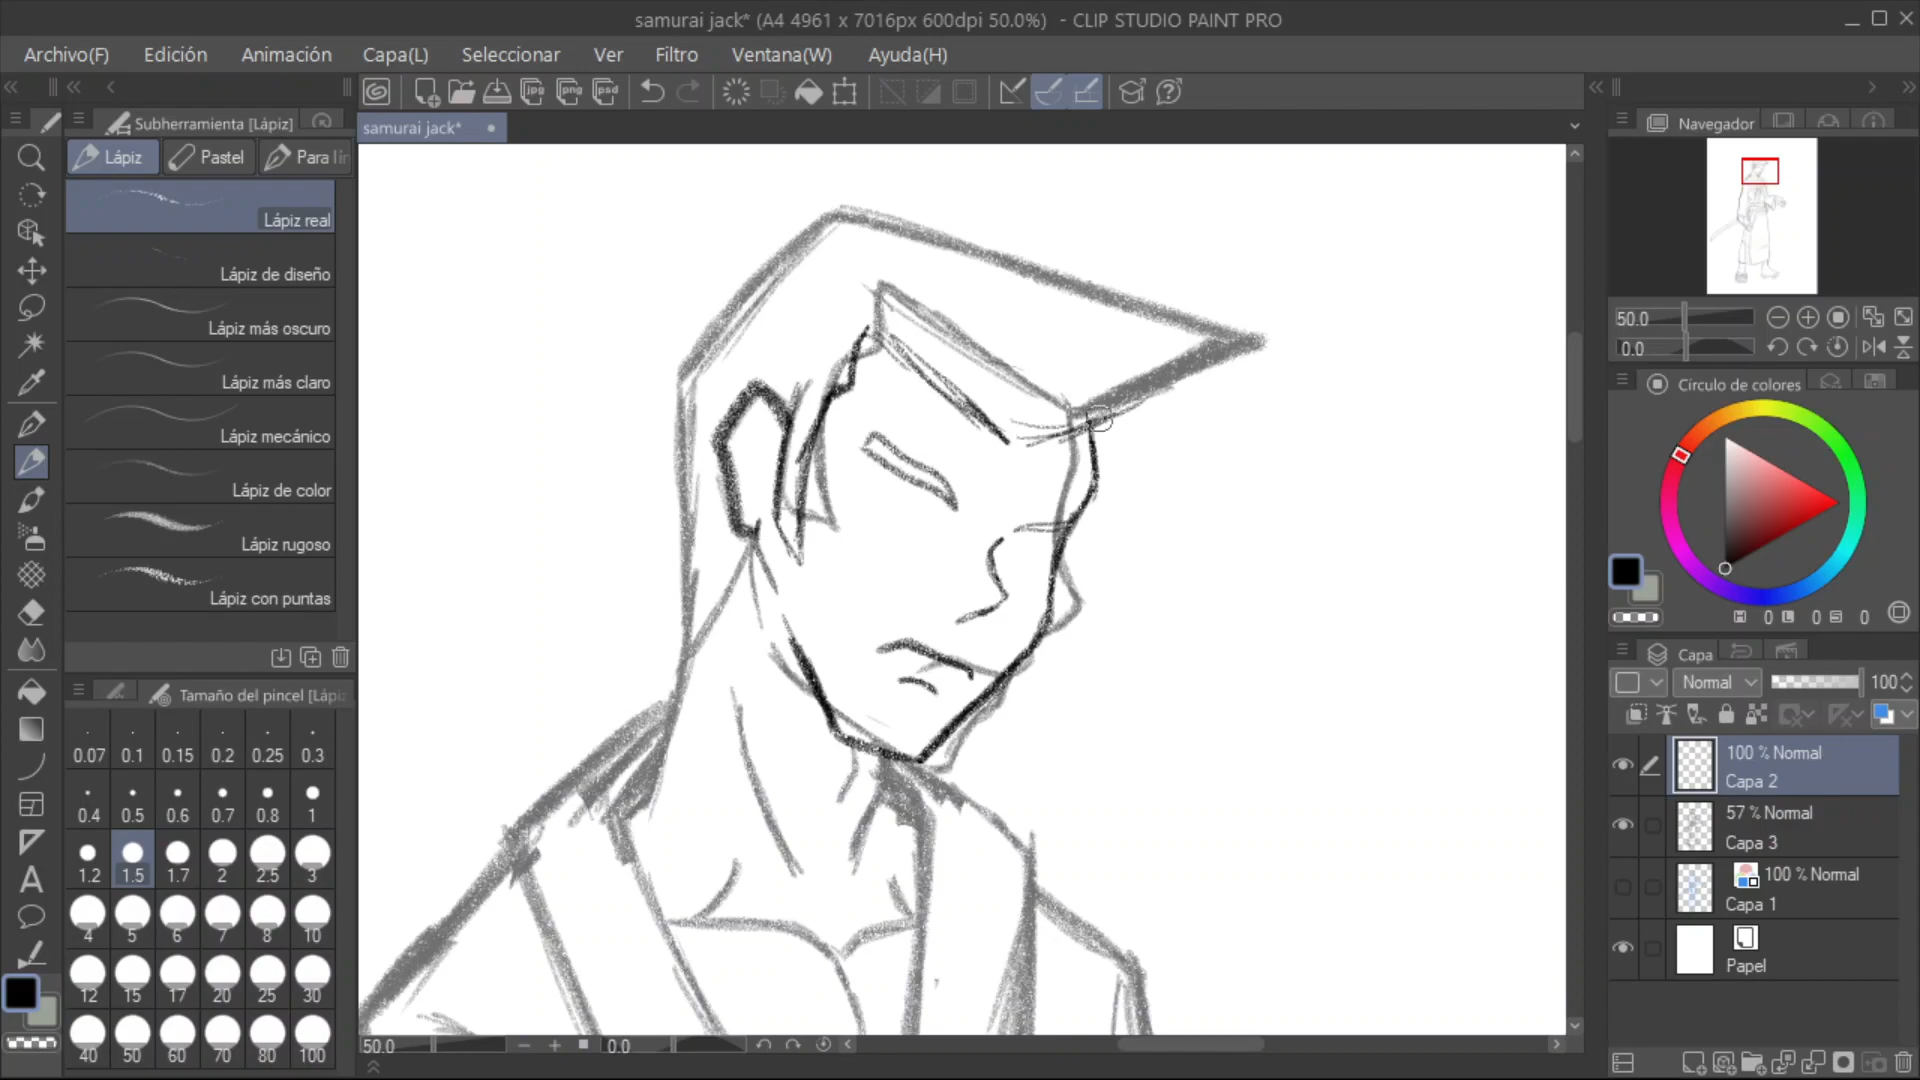 samurai jack* (A4 4961 x 7016px 600dpi 50.0%) - CLIP STUDIO PAINT PRO
Archivo(F) Edición Animación Capa(L) Seleccionar Ver Filtro Ventana(W) Ayuda(H)
jpg png psd
Subherramienta [Lápiz]
samurai jack*
Navegador
Lápiz Pastel Para lír
Lápiz real
Lápiz de diseño
Lápiz más oscuro
Lápiz más claro
Lápiz mecánico
Lápiz de color
Lápiz rugoso
Lápiz con puntas
50.0
0.0
Círculo de colores
0 0 0
Capa
Normal 100
Tamaño del pincel [Lápiz
0.07 0.1 0.15 0.2 0.25 0.3
0.4 0.5 0.6 0.7 0.8 1
1.2 1.5 1.7 2 2.5 3
4 5 6 7 8 10
12 15 17 20 25 30
40 50 60 70 80 100
100 % Normal
Capa 2
57 % Normal
Capa 3
100 % Normal
Capa 1
Papel
50.0 0.0